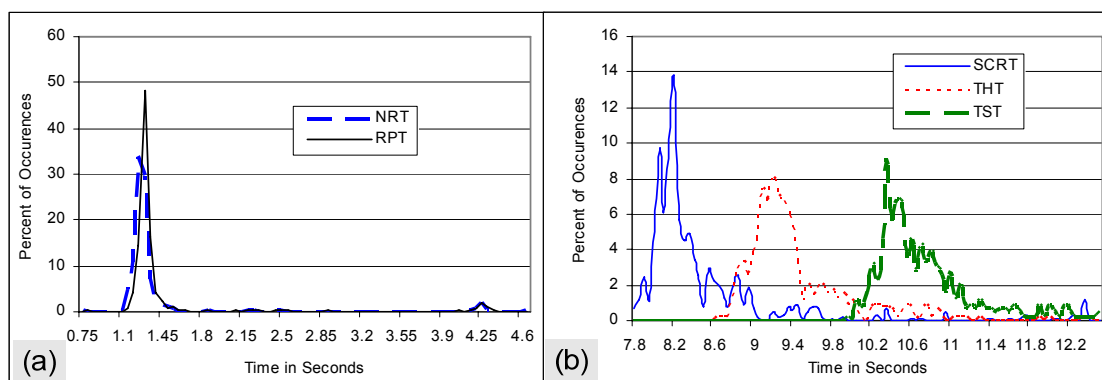 60
50
40
30
20
10
0
Percent of Occurences
NRT
RPT
0.75 1.1 1.45 1.8 2.15 2.5 2.85 3.2 3.55 3.9 4.25 4.6
Time in Seconds
(a)
16
14
12
10
8
6
4
2
0
Percent of Occurences
SCRT
THT
TST
7.8 8.2 8.6 9 9.4 9.8 10.2 10.6 11 11.4 11.8 12.2
Time in Seconds
(b)